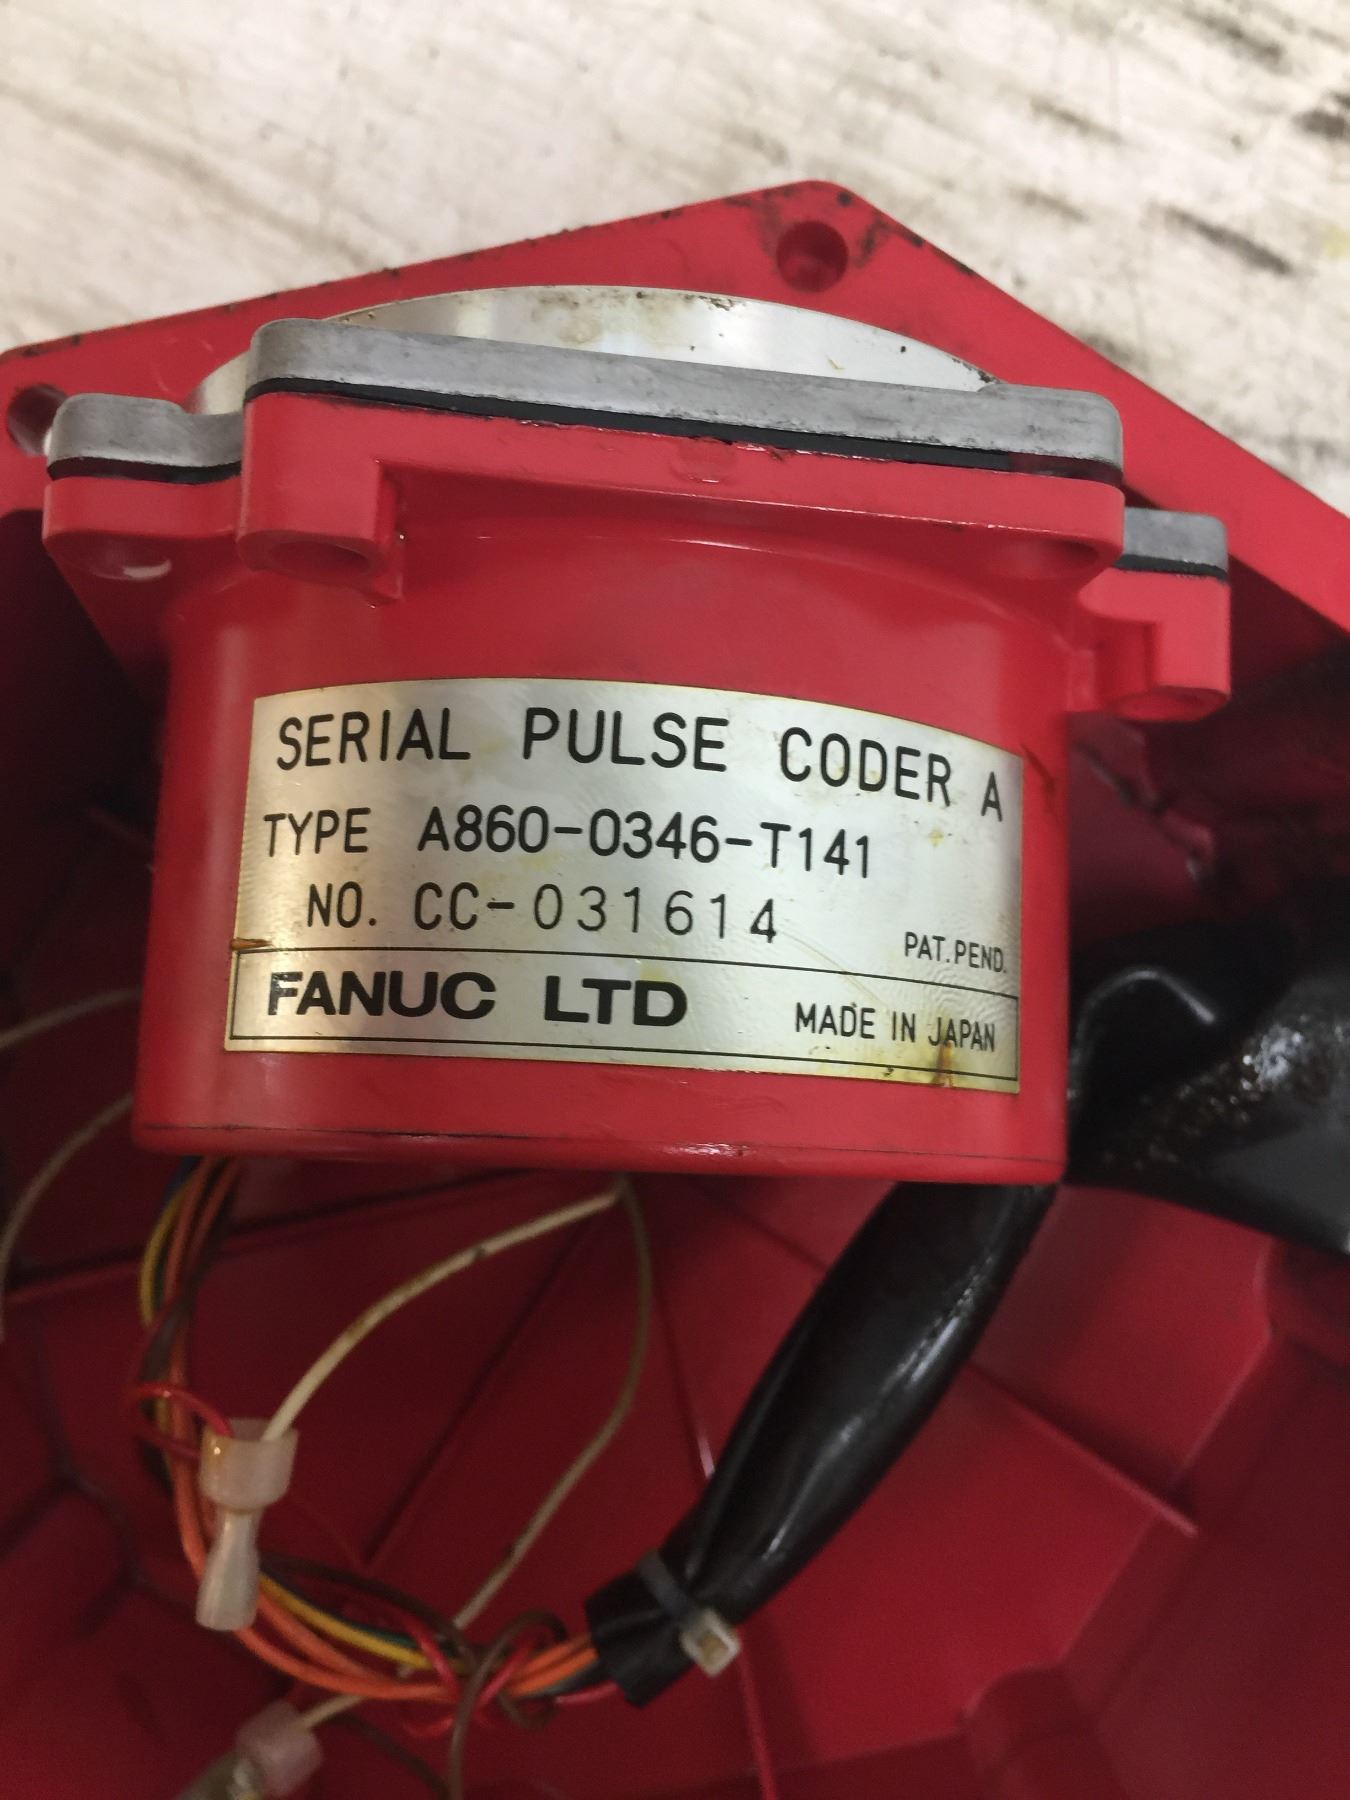 SERIAL PULSE CODER A
TYPE A860-0346-T141
NO. CC-031614
PAT.PEND.
FANUC LTD MADE IN JAPAN